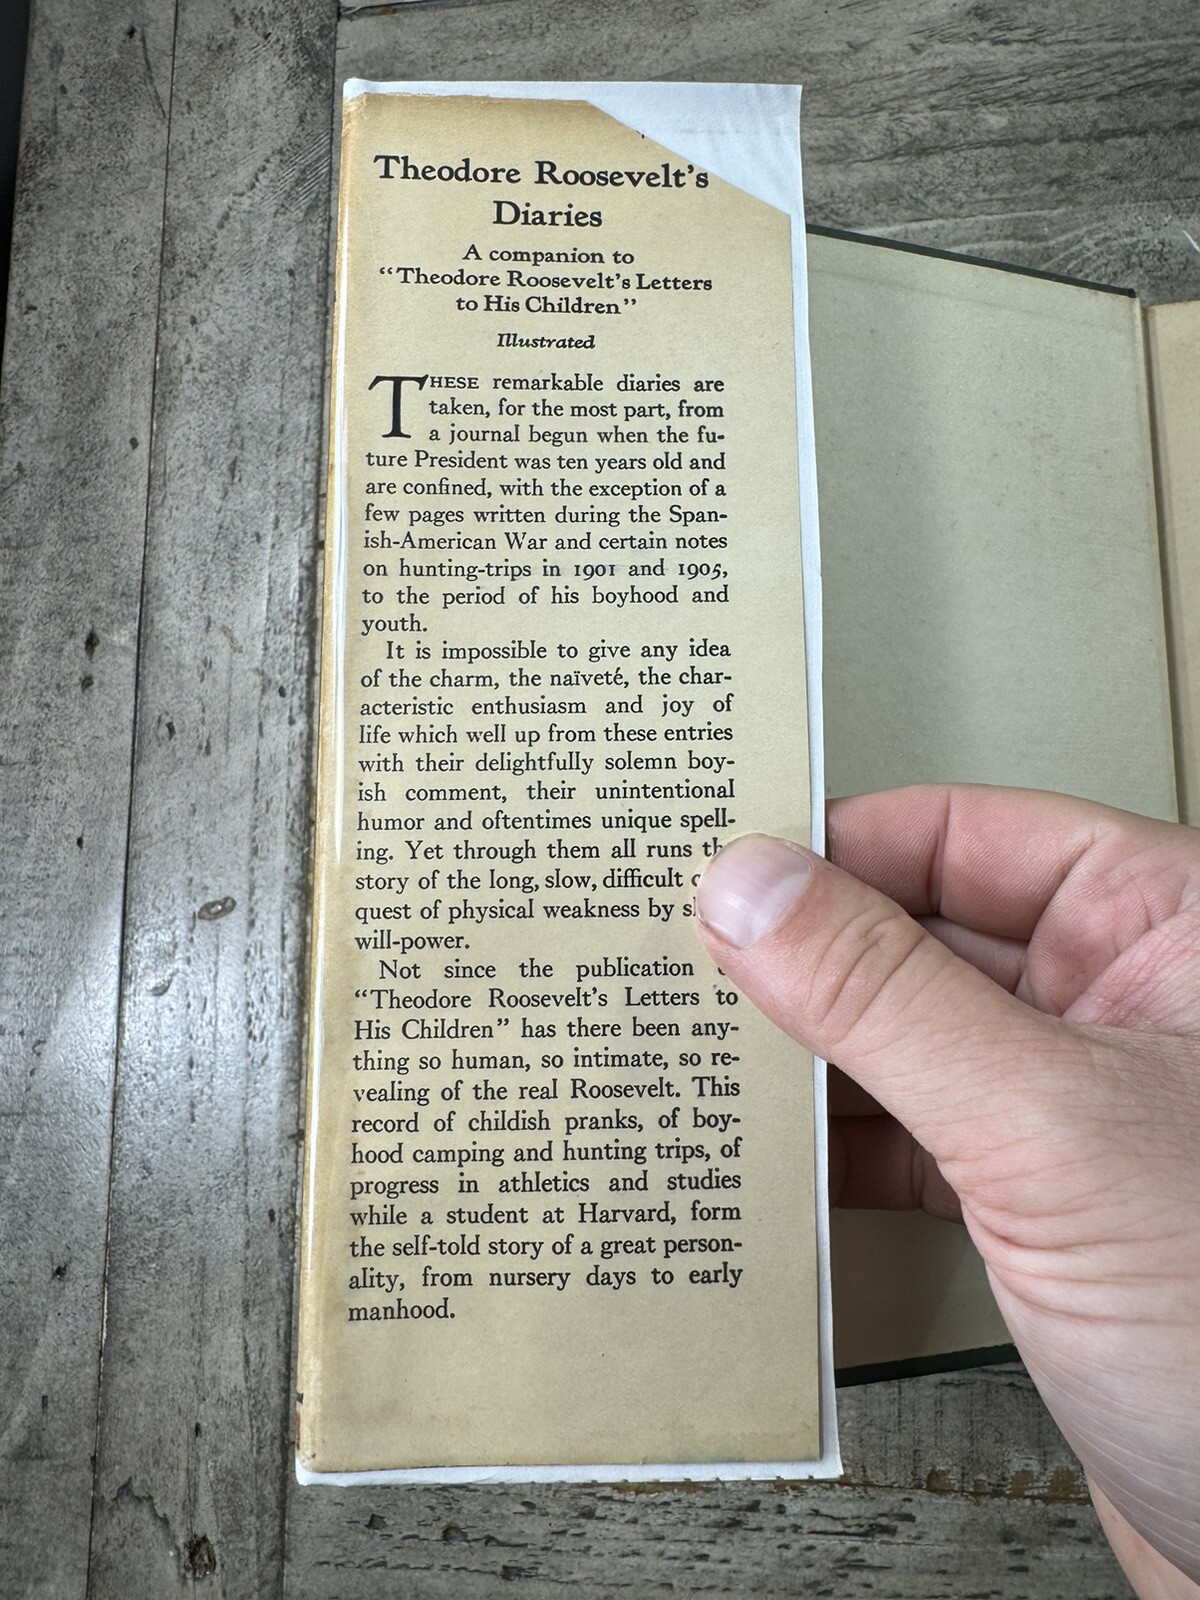 Theodore Roosevelt's
Diaries
A companion to
“Theodore Roosevelt's Letters
to His Children”
Illustrated
THESE remarkable diaries are
taken, for the most part, from
a journal begun when the fu-
ture President was ten years old and
are confined, with the exception of a
few pages written during the Span-
ish-American War and certain notes
on hunting-trips in 1901 and 1905,
to the period of his boyhood and
youth.
It is impossible to give any idea
of the charm, the naïveté, the char-
acteristic enthusiasm and joy of
life which well up from these entries
with their delightfully solemn boy-
ish comment, their unintentional
humor and oftentimes unique spell-
ing. Yet through them all runs
story of the long, slow, difficult
quest of physical weakness by
will-power.
Not since the publication
“Theodore Roosevelt's Letters to
His Children” has there been any-
thing so human, so intimate, so re-
vealing of the real Roosevelt. This
record of childish pranks, of boy-
hood camping and hunting trips, of
progress in athletics and studies
while a student at Harvard, form
the self-told story of a great person-
ality, from nursery days to early
manhood.